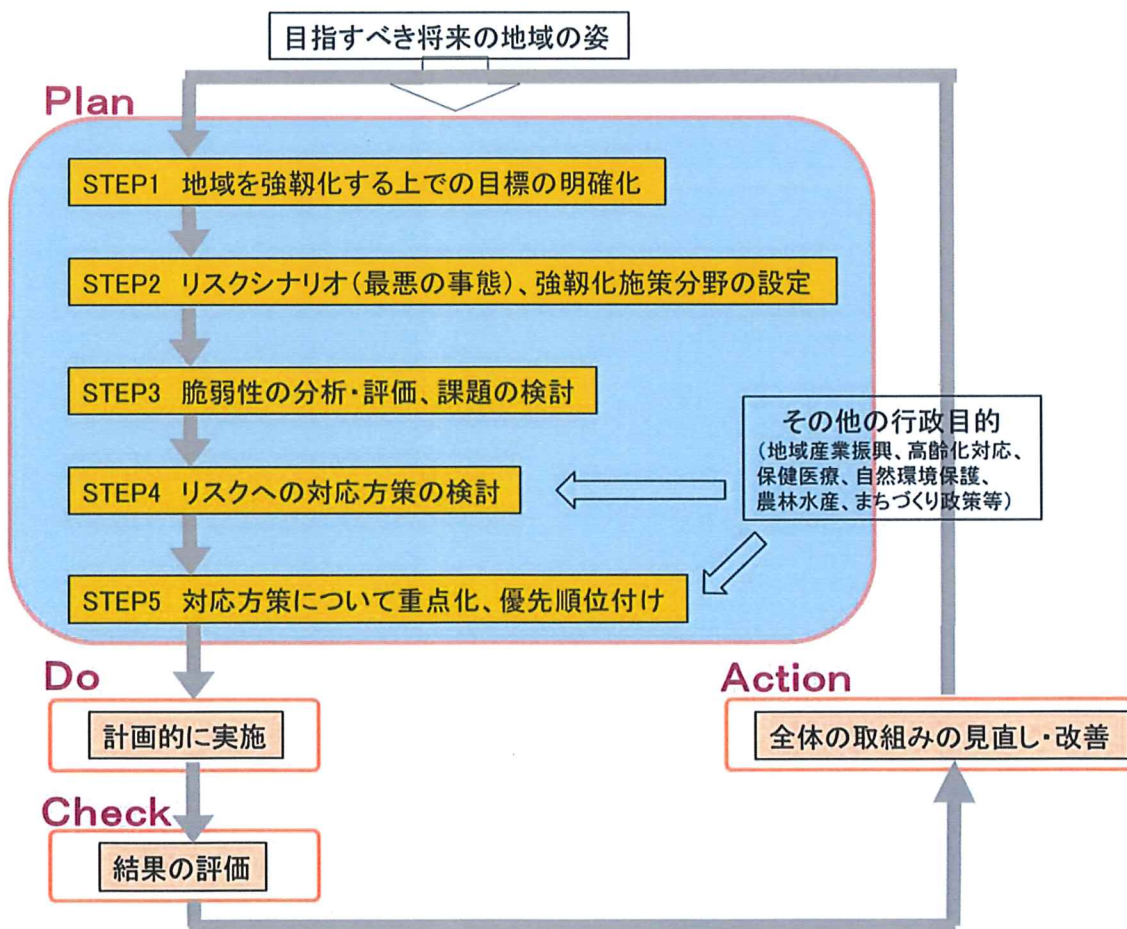 目指すべき将来の地域の姿
Plan
STEP1 地域を強靱化する上での目標の明確化
STEP2 リスクシナリオ(最悪の事態)、強靱化施策分野の設定
STEP3 脆弱性の分析・評価、課題の検討
その他の行政目的
(地域産業振興、高齢化対応、
保健医療、自然環境保護、
農林水産、まちづくり政策等)
STEP4 リスクへの対応方策の検討
STEP5 対応方策について重点化、優先順位付け
Do
計画的に実施
Action
全体の取組みの見直し・改善
Check
結果の評価